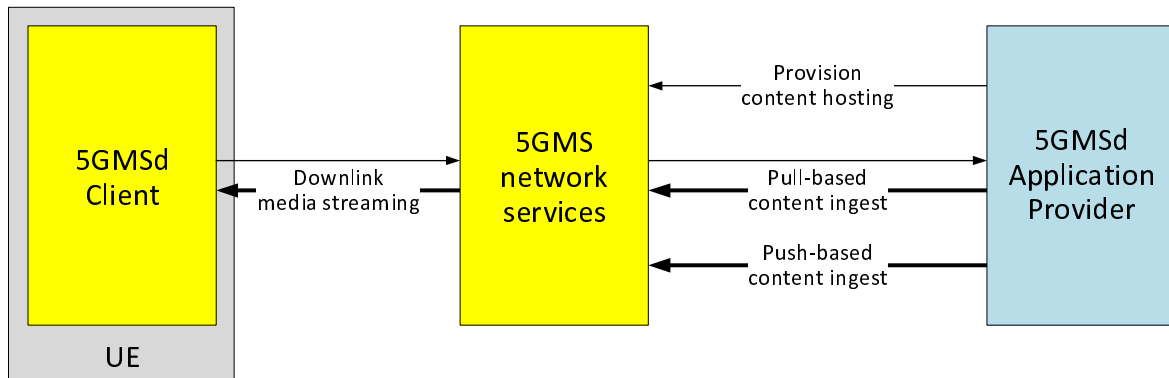 5GMSd
Client
UE
Downlink
media streaming
5GMS
network
services
Provision
content hosting
Pull-based
content ingest
Push-based
content ingest
5GMSd
Application
Provider